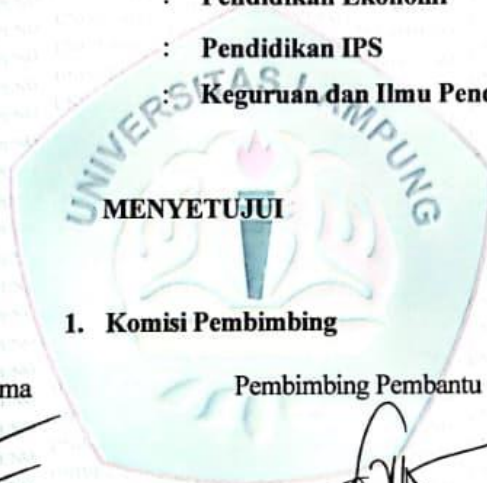 : Pendidikan Ekonomi
: Pendidikan IPS
: Keguruan dan Ilmu Pend
UNIVERSITAS LAMPUNG
MENYETUJUI
1. Komisi Pembimbing
ma Pembimbing Pembantu